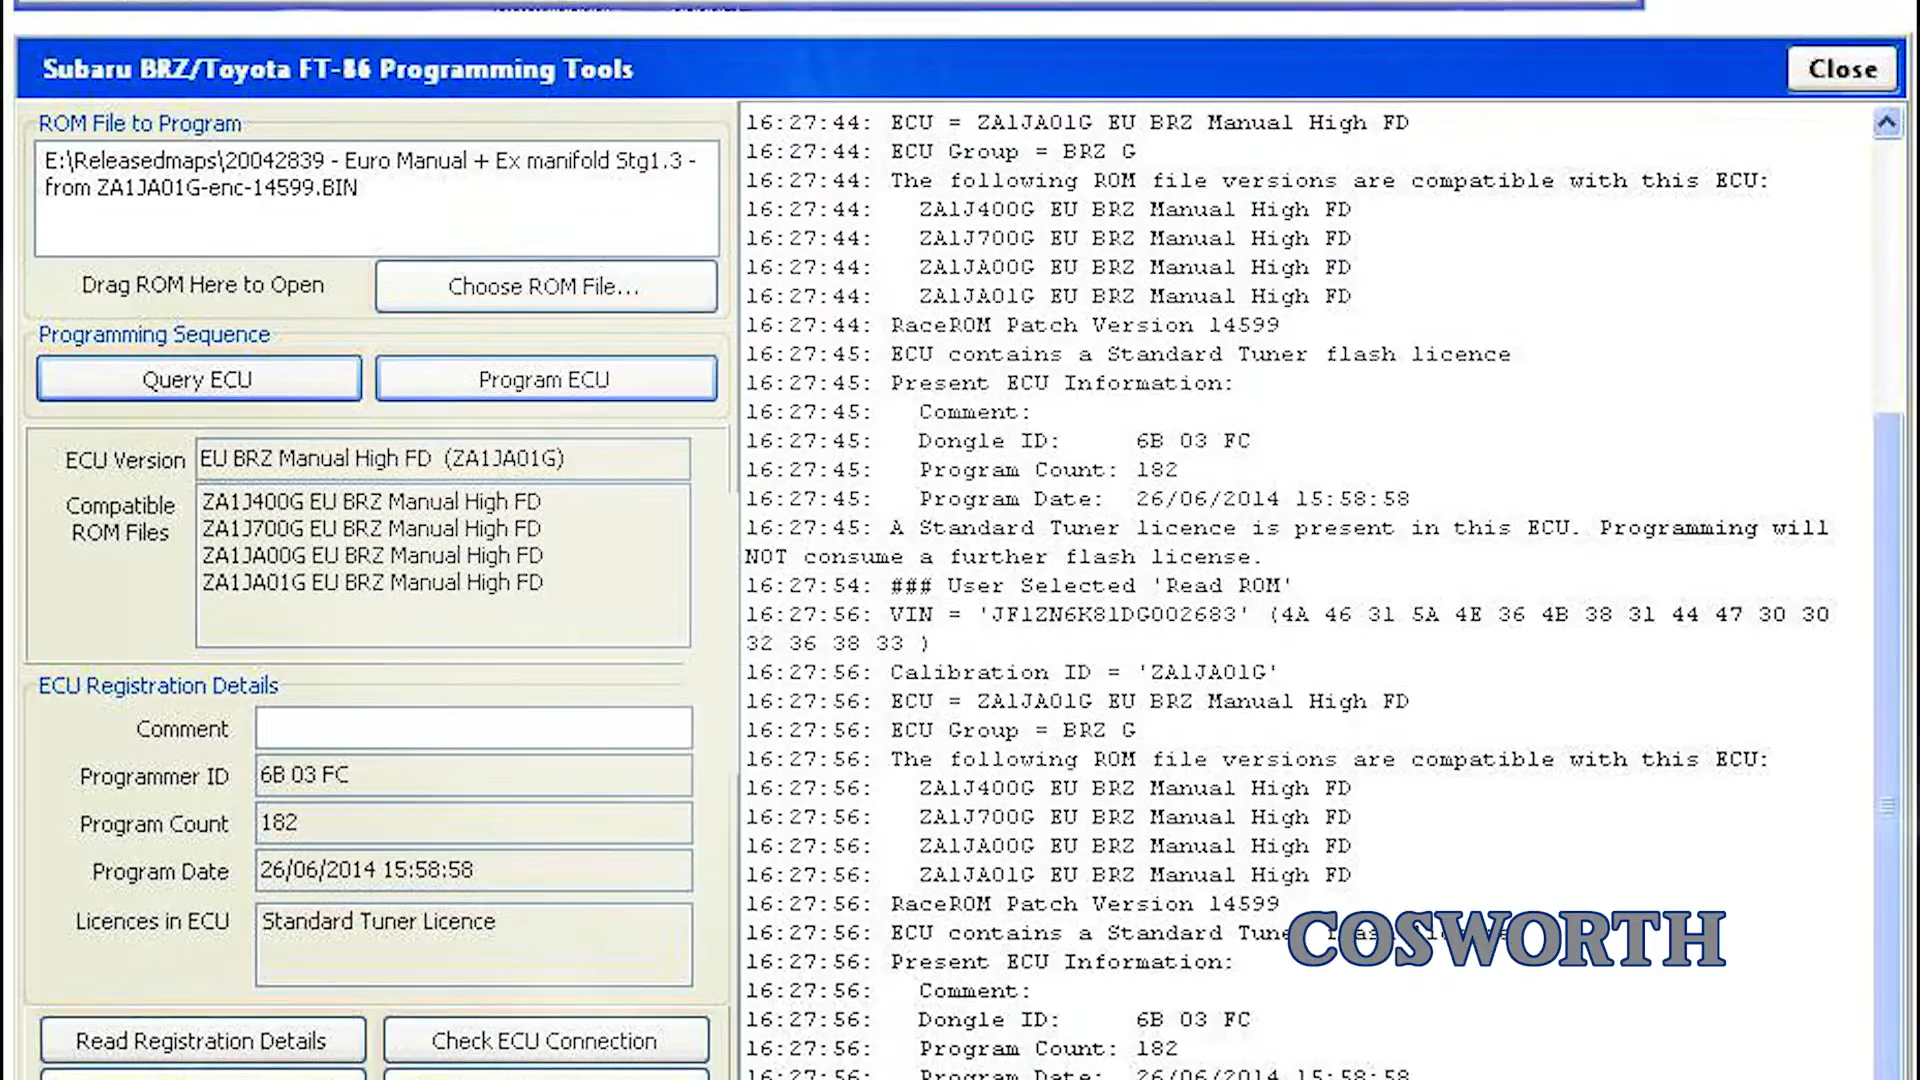 Subaru BRZ/Toyota FT-86 Programming Tools
Close
ROM File to Program
E:\Releasedmaps\20042839 - Euro Manual + Ex manifold Stg1.3 -
from ZA1JA01G-enc-14599.BIN
Drag ROM Here to Open
Choose ROM File...
Programming Sequence
Query ECU
Program ECU
ECU Version
EU BRZ Manual High FD (ZA1JA01G)
Compatible
ROM Files
ZA1J400G EU BRZ Manual High FD
ZA1J700G EU BRZ Manual High FD
ZA1JA00G EU BRZ Manual High FD
ZA1JA01G EU BRZ Manual High FD
ECU Registration Details
Comment
Programmer ID
6B 03 FC
Program Count
182
Program Date
26/06/2014 15:58:58
Licences in ECU
Standard Tuner Licence
Read Registration Details
Check ECU Connection
16:27:44: ECU = ZA1JA01G EU BRZ Manual High FD
16:27:44: ECU Group = BRZ G
16:27:44: The following ROM file versions are compatible with this ECU:
16:27:44: ZA1J400G EU BRZ Manual High FD
16:27:44: ZA1J700G EU BRZ Manual High FD
16:27:44: ZA1JA00G EU BRZ Manual High FD
16:27:44: ZA1JA01G EU BRZ Manual High FD
16:27:44: RaceROM Patch Version 14599
16:27:45: ECU contains a Standard Tuner flash licence
16:27:45: Present ECU Information:
16:27:45: Comment:
16:27:45: Dongle ID: 6B 03 FC
16:27:45: Program Count: 182
16:27:45: Program Date: 26/06/2014 15:58:58
16:27:45: A Standard Tuner licence is present in this ECU. Programming will
NOT consume a further flash license.
16:27:54: ### User Selected 'Read ROM'
16:27:56: VIN = 'JF1ZN6K81DG002683' (4A 46 31 5A 4E 36 4B 38 31 44 47 30 30
32 36 38 33 )
16:27:56: Calibration ID = 'ZA1JA01G'
16:27:56: ECU = ZA1JA01G EU BRZ Manual High FD
16:27:56: ECU Group = BRZ G
16:27:56: The following ROM file versions are compatible with this ECU:
16:27:56: ZA1J400G EU BRZ Manual High FD
16:27:56: ZA1J700G EU BRZ Manual High FD
16:27:56: ZA1JA00G EU BRZ Manual High FD
16:27:56: ZA1JA01G EU BRZ Manual High FD
16:27:56: RaceROM Patch Version 14599
16:27:56: ECU contains a Standard
16:27:56: Present ECU Information:
16:27:56: Comment:
16:27:56: Dongle ID: 6B 03 FC
16:27:56: Program Count: 182
16:27:56: Program Date: 26/06/2014 15:58:58
COSWORTH